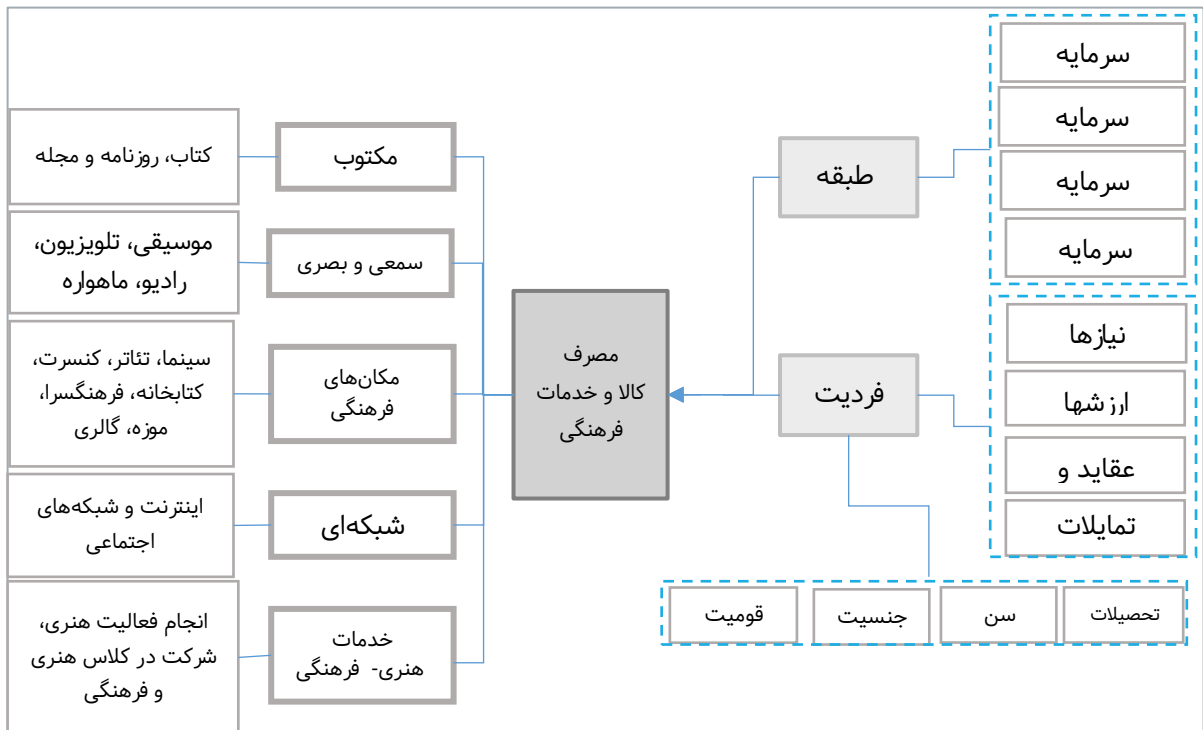 سرمایه
سرمایه
سرمایه
سرمایه
طبقه
نیازها
ارزشها
عقاید و
تمایلات
فردیت
تحصیلات
سن
جنسیت
قومیت
مصرف
کالا و خدمات
فرهنگی
مکتوب
کتاب، روزنامه و مجله
سمعی و بصری
موسیقی، تلویزیون،
رادیو، ماهواره
مکان‌های
فرهنگی
سینما، تئاتر، کنسرت،
کتابخانه، فرهنگسرا،
موزه، گالری
شبکه‌ای
اینترنت و شبکه‌های
اجتماعی
خدمات
هنری- فرهنگی
انجام فعالیت هنری،
شرکت در کلاس هنری
و فرهنگی